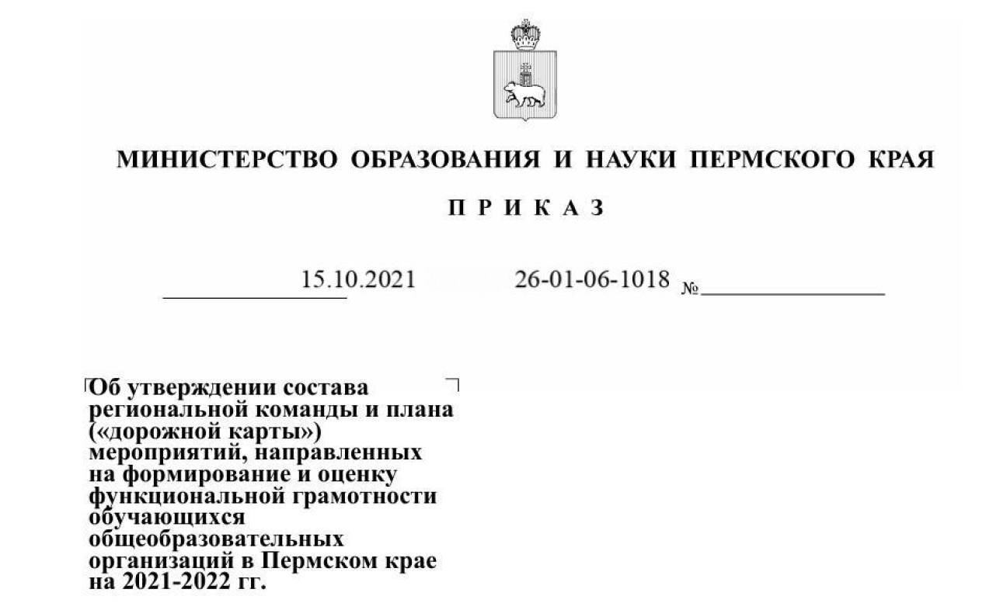 МИНИСТЕРСТВО ОБРАЗОВАНИЯ И НАУКИ ПЕРМСКОГО КРАЯ
П Р И К А З
15.10.2021 26-01-06-1018 №
Об утверждении состава
региональной команды и плана
(«дорожной карты»)
мероприятий, направленных
на формирование и оценку
функциональной грамотности
обучающихся
общеобразовательных
организаций в Пермском крае
на 2021-2022 гг.